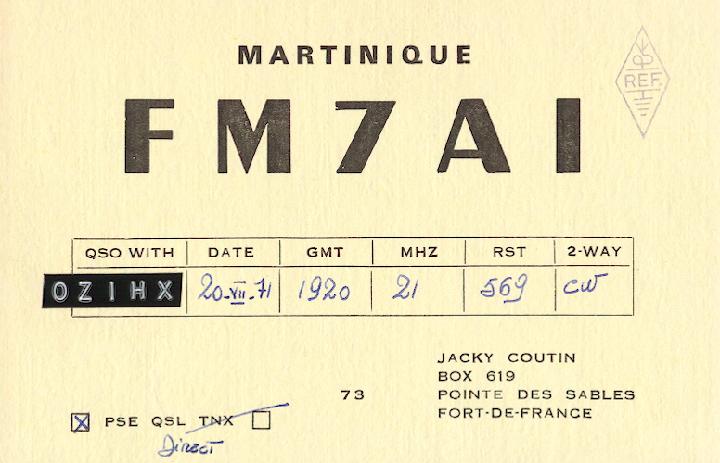 MARTINIQUE
REF
FM7AI
QSO WITH DATE GMT MHZ RST 2-WAY
OZ1HX 20-VII-71 1920 21 569 CW
JACKY COUTIN
BOX 619
73 POINTE DES SABLES
FORT-DE-FRANCE
☒ PSE QSL TNX ☐
DIRECT